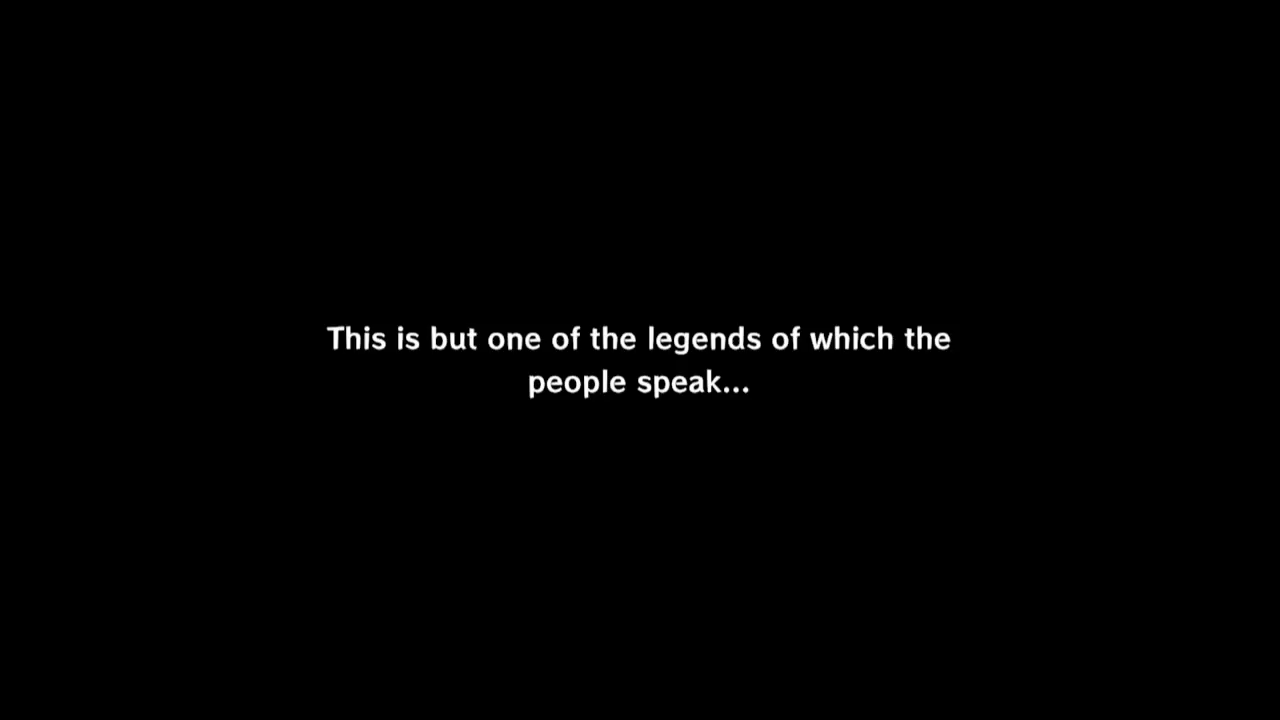 This is but one of the legends of which the
people speak...